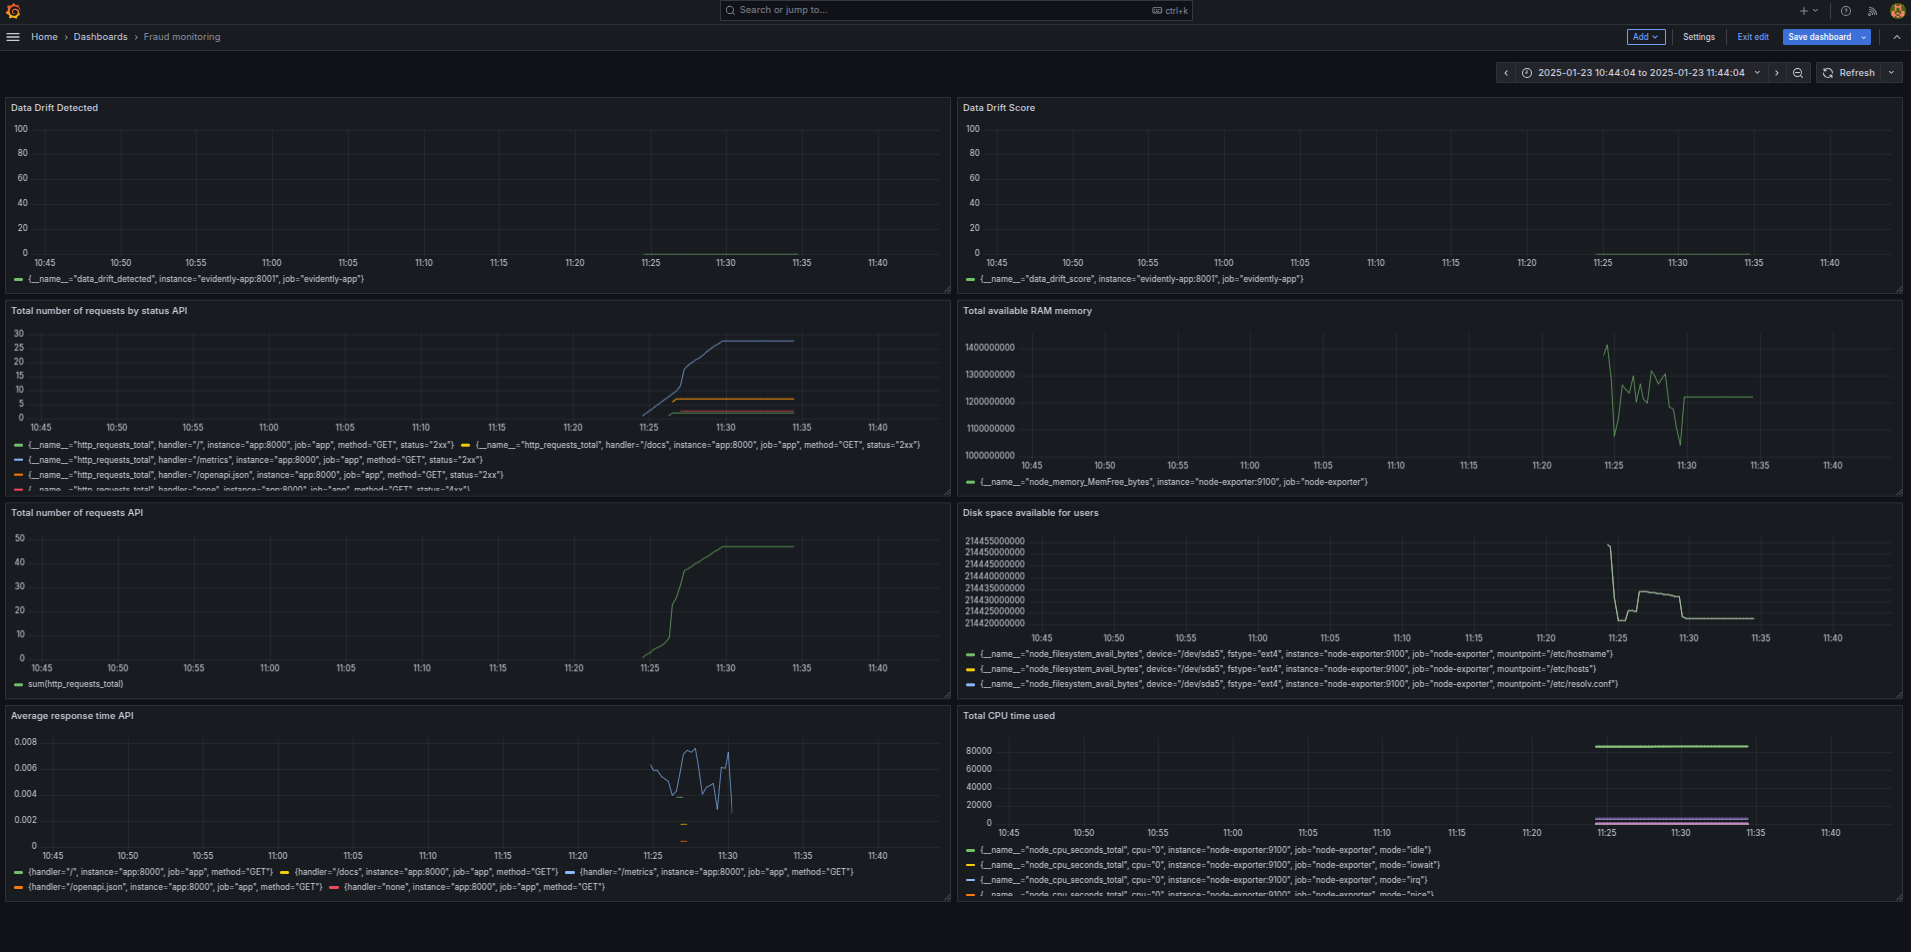 Search or jump to...
ctrl+k
Home › Dashboards › Fraud monitoring
Add
Settings
Exit edit
Save dashboard
2025-01-23 10:44:04 to 2025-01-23 11:44:04
Refresh
Data Drift Detected
100
80
60
40
20
0
10:45 10:50 10:55 11:00 11:05 11:10 11:15 11:20 11:25 11:30 11:35 11:40
{__name__="data_drift_detected", instance="evidently-app:8001", job="evidently-app"}
Data Drift Score
100
80
60
40
20
0
10:45 10:50 10:55 11:00 11:05 11:10 11:15 11:20 11:25 11:30 11:35 11:40
{__name__="data_drift_score", instance="evidently-app:8001", job="evidently-app"}
Total number of requests by status API
30
25
20
15
10
5
0
10:45 10:50 10:55 11:00 11:05 11:10 11:15 11:20 11:25 11:30 11:35 11:40
{__name__="http_requests_total", handler="/", instance="app:8000", job="app", method="GET", status="2xx"} {__name__="http_requests_total", handler="/docs", instance="app:8000", job="app", method="GET", status="2xx"}
{__name__="http_requests_total", handler="/metrics", instance="app:8000", job="app", method="GET", status="2xx"}
{__name__="http_requests_total", handler="/openapi.json", instance="app:8000", job="app", method="GET", status="2xx"}
{__name__="http_requests_total", handler="none", instance="app:8000", job="app", method="GET", status="4xx"}
Total available RAM memory
1400000000
1300000000
1200000000
1100000000
1000000000
10:45 10:50 10:55 11:00 11:05 11:10 11:15 11:20 11:25 11:30 11:35 11:40
{__name__="node_memory_MemFree_bytes", instance="node-exporter:9100", job="node-exporter"}
Total number of requests API
50
40
30
20
10
0
10:45 10:50 10:55 11:00 11:05 11:10 11:15 11:20 11:25 11:30 11:35 11:40
sum(http_requests_total)
Disk space available for users
214455000000
214450000000
214445000000
214440000000
214435000000
214430000000
214425000000
214420000000
10:45 10:50 10:55 11:00 11:05 11:10 11:15 11:20 11:25 11:30 11:35 11:40
{__name__="node_filesystem_avail_bytes", device="/dev/sda5", fstype="ext4", instance="node-exporter:9100", job="node-exporter", mountpoint="/etc/hostname"}
{__name__="node_filesystem_avail_bytes", device="/dev/sda5", fstype="ext4", instance="node-exporter:9100", job="node-exporter", mountpoint="/etc/hosts"}
{__name__="node_filesystem_avail_bytes", device="/dev/sda5", fstype="ext4", instance="node-exporter:9100", job="node-exporter", mountpoint="/etc/resolv.conf"}
Average response time API
0.008
0.006
0.004
0.002
0
10:45 10:50 10:55 11:00 11:05 11:10 11:15 11:20 11:25 11:30 11:35 11:40
{handler="/", instance="app:8000", job="app", method="GET"} {handler="/docs", instance="app:8000", job="app", method="GET"} {handler="/metrics", instance="app:8000", job="app", method="GET"}
{handler="/openapi.json", instance="app:8000", job="app", method="GET"} {handler="none", instance="app:8000", job="app", method="GET"}
Total CPU time used
80000
60000
40000
20000
0
10:45 10:50 10:55 11:00 11:05 11:10 11:15 11:20 11:25 11:30 11:35 11:40
{__name__="node_cpu_seconds_total", cpu="0", instance="node-exporter:9100", job="node-exporter", mode="idle"}
{__name__="node_cpu_seconds_total", cpu="0", instance="node-exporter:9100", job="node-exporter", mode="iowait"}
{__name__="node_cpu_seconds_total", cpu="0", instance="node-exporter:9100", job="node-exporter", mode="irq"}
{__name__="node_cpu_seconds_total", cpu="0", instance="node-exporter:9100", job="node-exporter", mode="nice"}